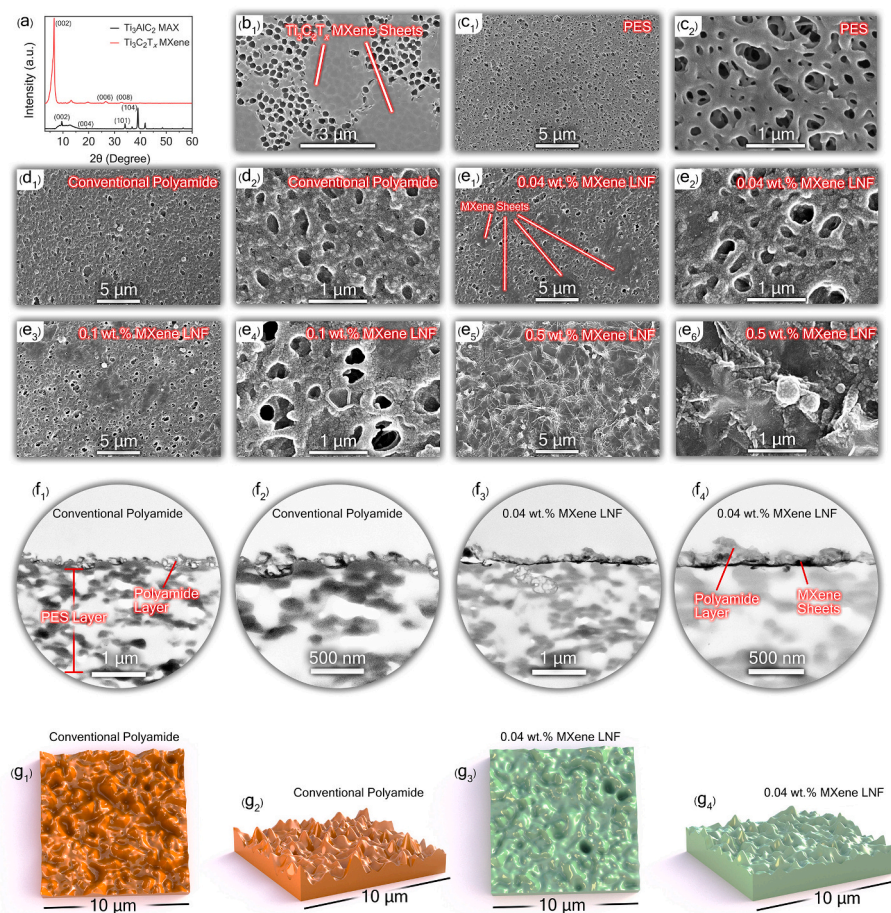 (a)
(002)
Ti₃AlC₂ MAX
Ti₃C₂Tₓ MXene
Intensity (a.u.)
(006) (008)
(104)
(002)
(004)
(101)
10 20 30 40 50 60
2θ (Degree)
(b₁)
Ti₃C₂Tₓ MXene Sheets
3 μm
(c₁)
PES
5 μm
(c₂)
PES
1 μm
(d₁)
Conventional Polyamide
5 μm
(d₂)
Conventional Polyamide
1 μm
(e₁)
0.04 wt.% MXene LNF
MXene Sheets
5 μm
(e₂)
0.04 wt.% MXene LNF
1 μm
(e₃)
0.1 wt.% MXene LNF
5 μm
(e₄)
0.1 wt.% MXene LNF
1 μm
(e₅)
0.5 wt.% MXene LNF
5 μm
(e₆)
0.5 wt.% MXene LNF
1 μm
(f₁)
Conventional Polyamide
PES Layer
Polyamide
Layer
1 μm
(f₂)
Conventional Polyamide
500 nm
(f₃)
0.04 wt.% MXene LNF
1 μm
(f₄)
0.04 wt.% MXene LNF
Polyamide
Layer
MXene
Sheets
500 nm
(g₁)
Conventional Polyamide
10 μm
(g₂)
Conventional Polyamide
10 μm
(g₃)
0.04 wt.% MXene LNF
10 μm
(g₄)
0.04 wt.% MXene LNF
10 μm